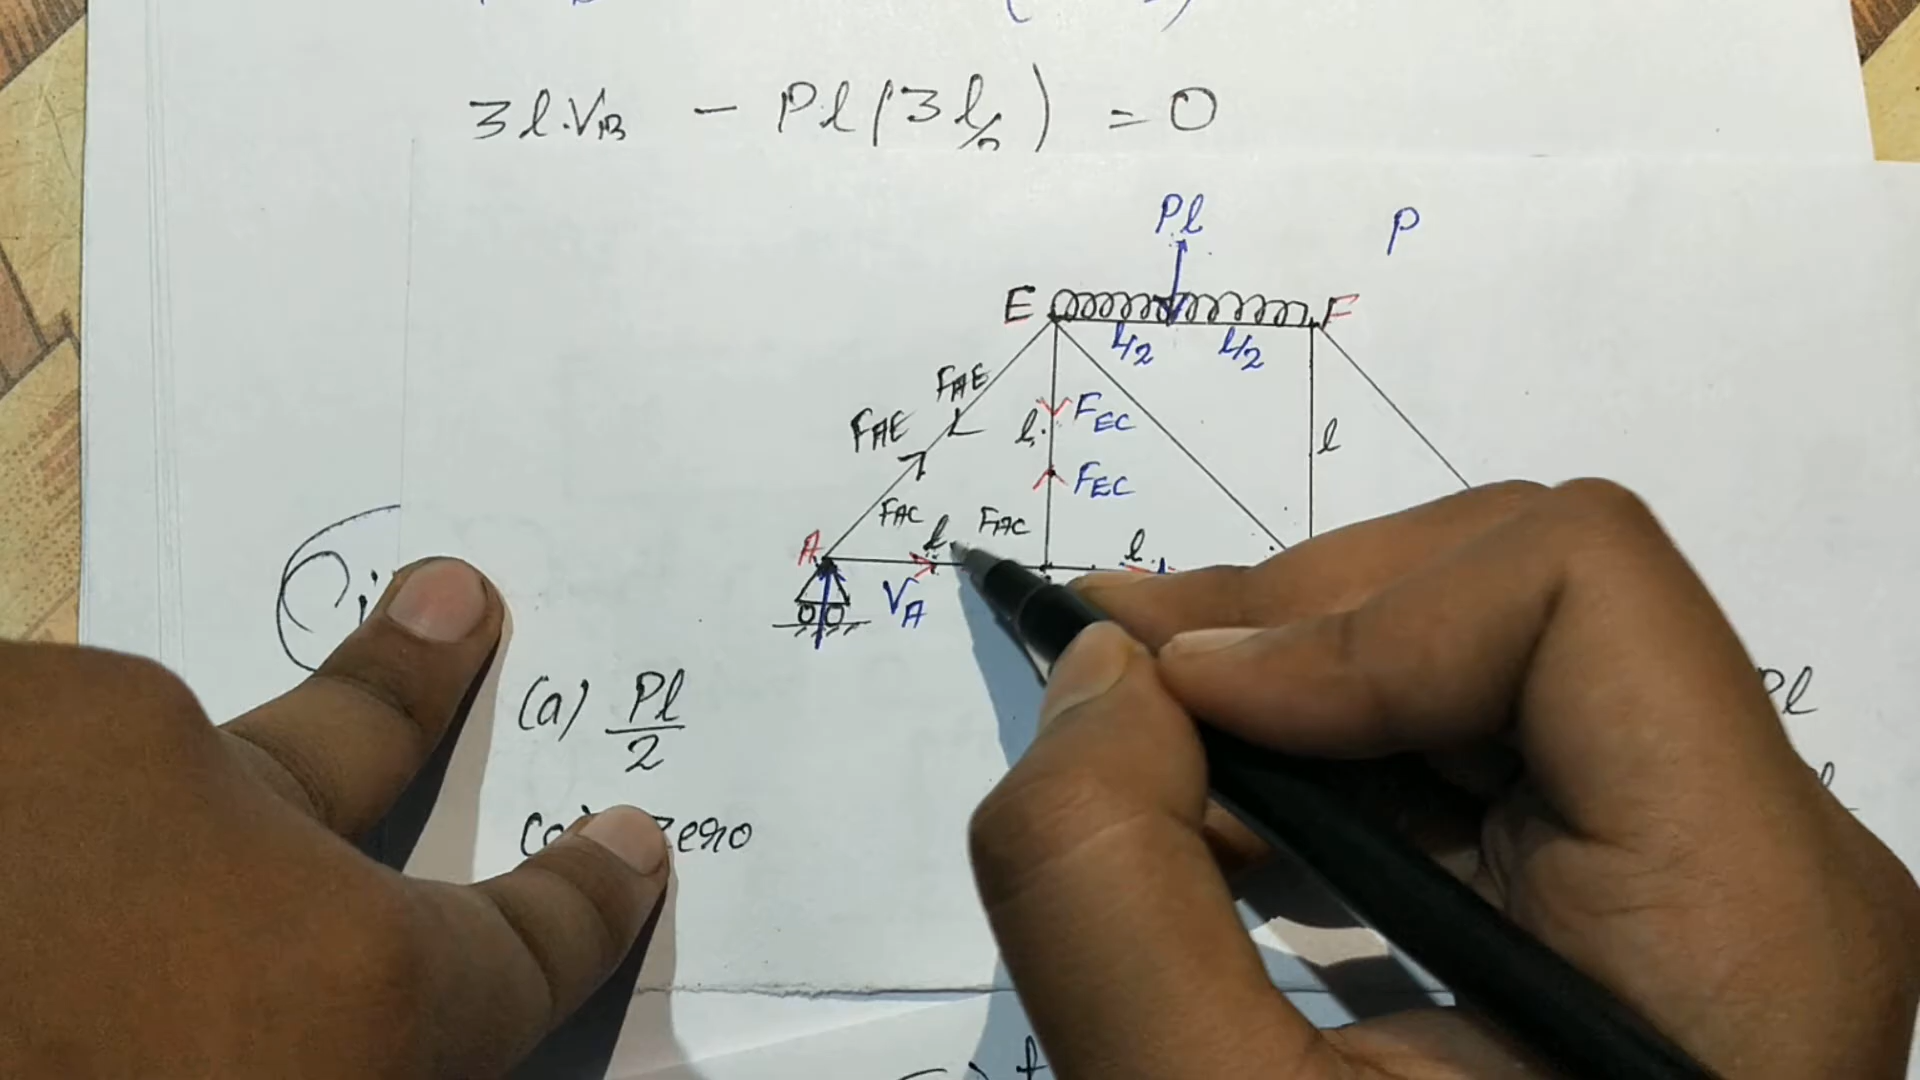 3l.VB - Pl(3l/2) = 0
Pl P
E F
l/2 l/2
FAE
FAE FEC
l. l
FEC
FAC FAC
A l l
VA
(a) Pl/2 Pl
zero